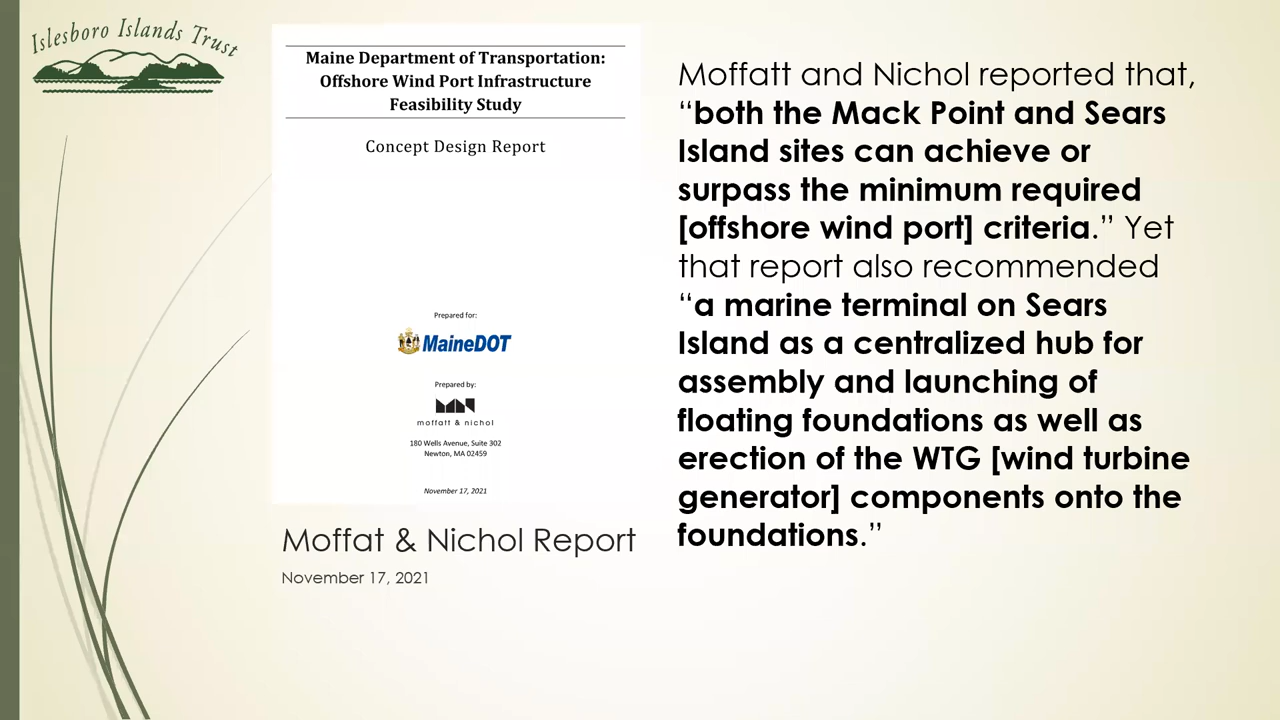 Islesboro Islands Trust
Maine Department of Transportation:
Offshore Wind Port Infrastructure
Feasibility Study
Concept Design Report
Prepared for:
MaineDOT
Prepared by:
moffatt & nichol
180 Wells Avenue, Suite 302
Newton, MA 02459
November 17, 2021
Moffat & Nichol Report
November 17, 2021
Moffatt and Nichol reported that,
“both the Mack Point and Sears
Island sites can achieve or
surpass the minimum required
[offshore wind port] criteria.” Yet
that report also recommended
“a marine terminal on Sears
Island as a centralized hub for
assembly and launching of
floating foundations as well as
erection of the WTG [wind turbine
generator] components onto the
foundations.”